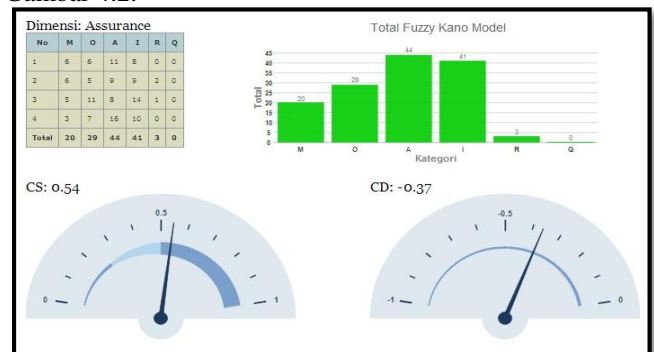 Gambar 4.2.
Dimensi: Assurance
No M O A I R Q
1 6 6 11 8 0 0
2 6 5 9 9 2 0
3 5 11 8 14 1 0
4 3 7 16 10 0 0
Total 20 29 44 41 3 0
Total Fuzzy Kano Model
Total
45
40
35
30
25
20
15
10
5
0
20
29
44
41
3
0
M O A I R Q
Kategori
CS: 0.54
0 0.5 1
CD: -0.37
-1 -0.5 0